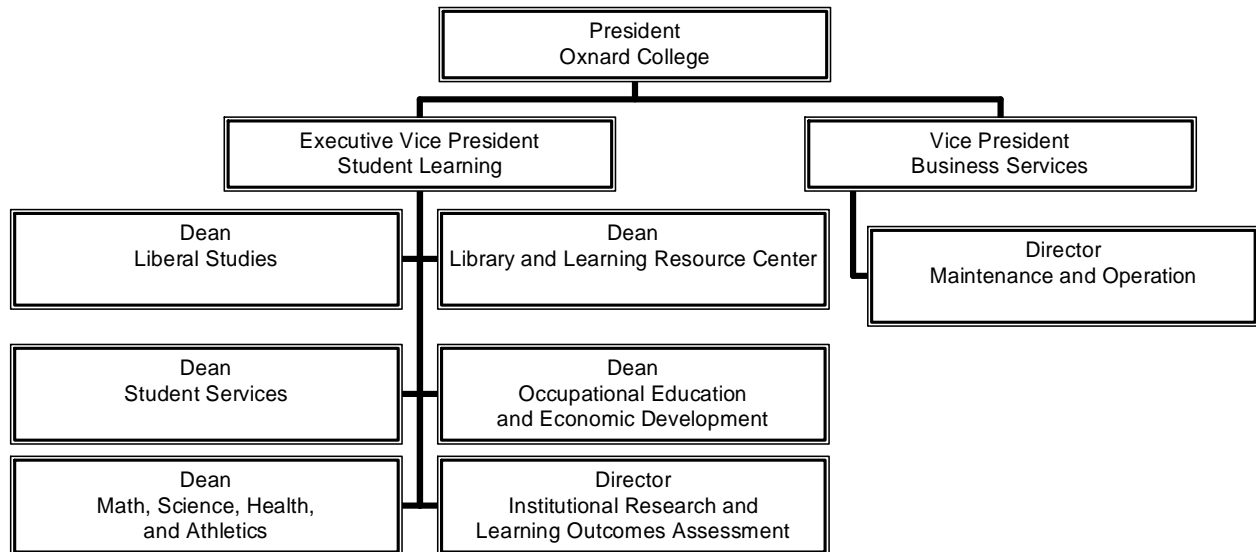 President
Oxnard College
Executive Vice President
Student Learning
Vice President
Business Services
Dean
Liberal Studies
Dean
Library and Learning Resource Center
Director
Maintenance and Operation
Dean
Student Services
Dean
Occupational Education
and Economic Development
Dean
Math, Science, Health,
and Athletics
Director
Institutional Research and
Learning Outcomes Assessment